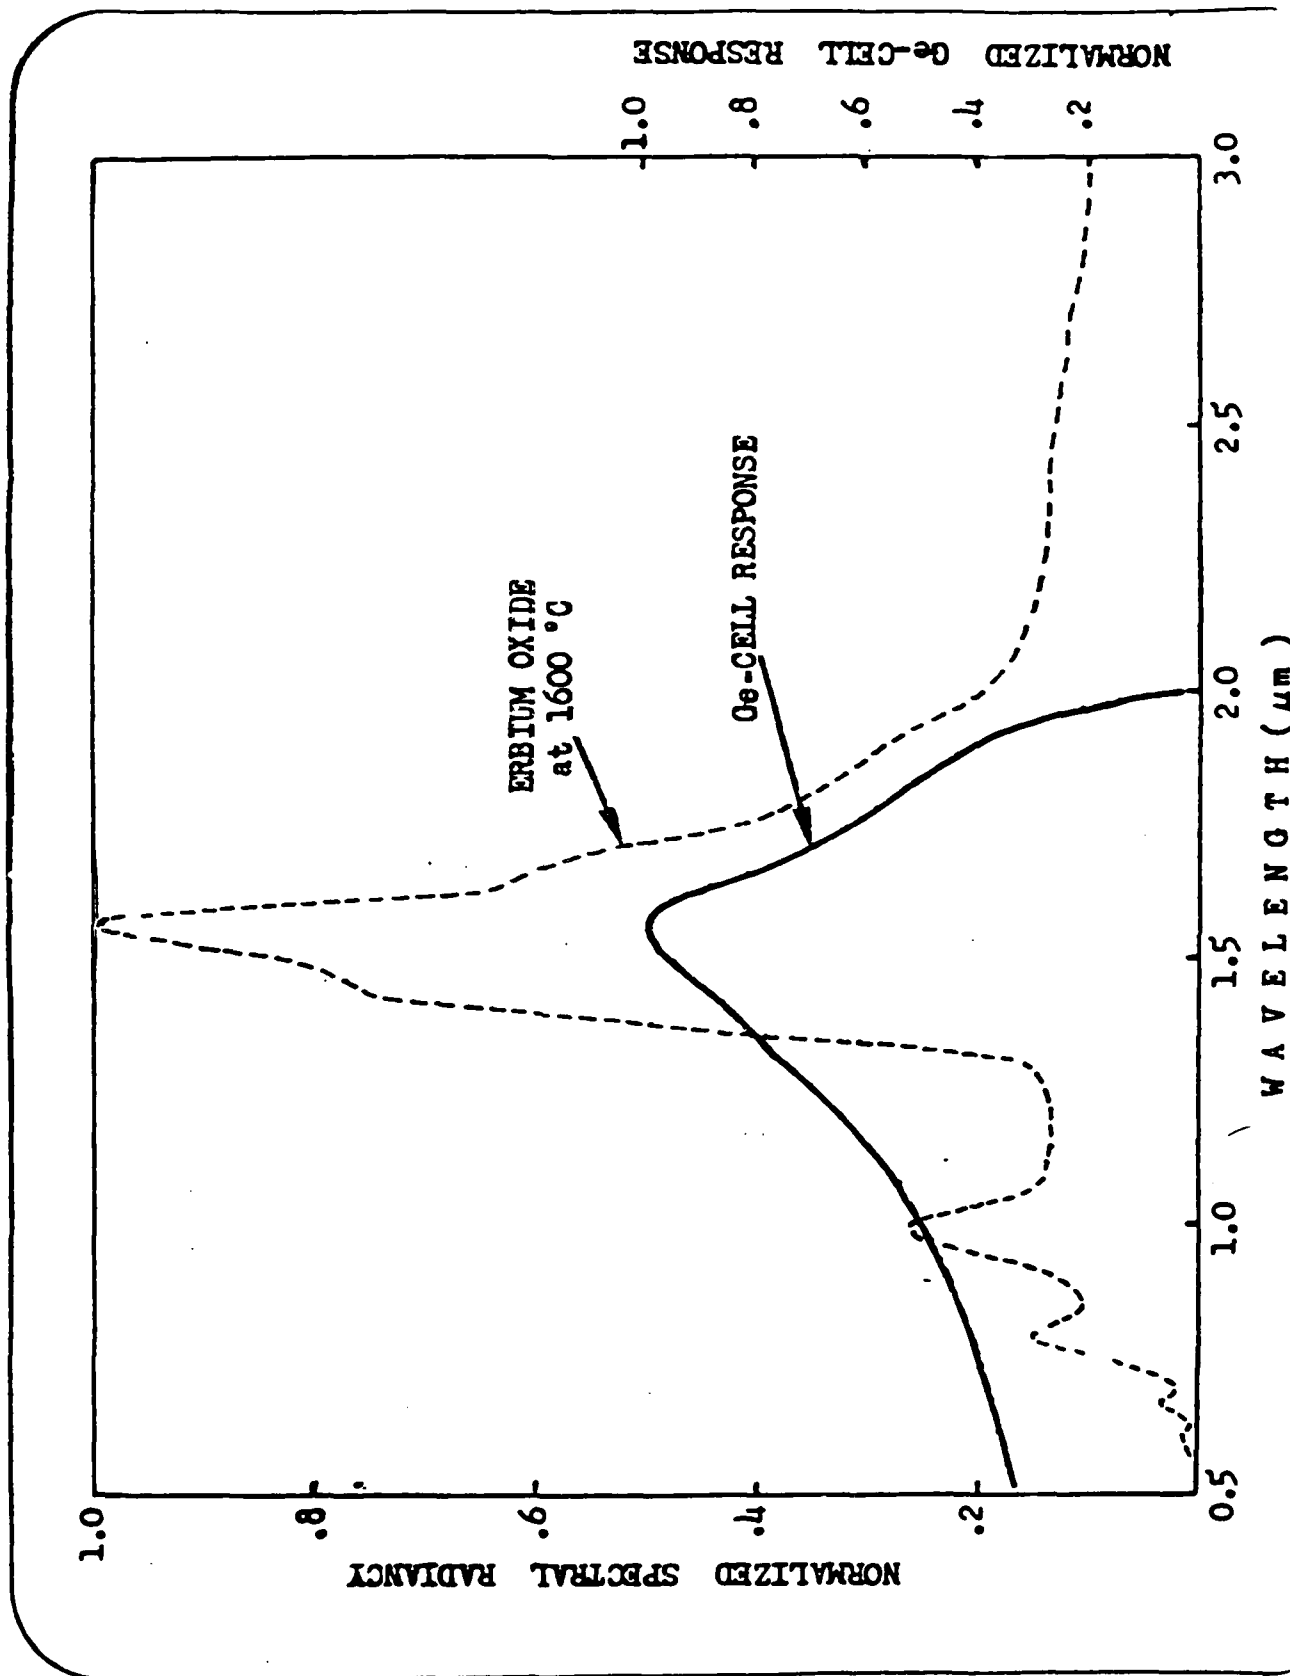 NORMALIZED SPECTRAL RADIANCY
1.0
.8
.6
.4
.2
ERBIUM OXIDE
at 1600 °C
Ge-CELL RESPONSE
NORMALIZED Ge-CELL RESPONSE
1.0
.8
.6
.4
.2
0.5
1.0
1.5
2.0
2.5
3.0
WAVELENGTH (μm)